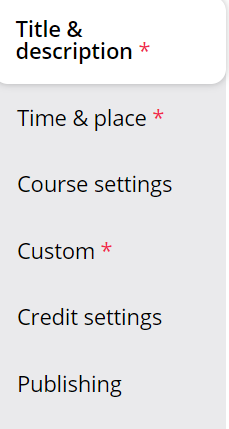 Title &
description *
Time & place *
Course settings
Custom *
Credit settings
Publishing